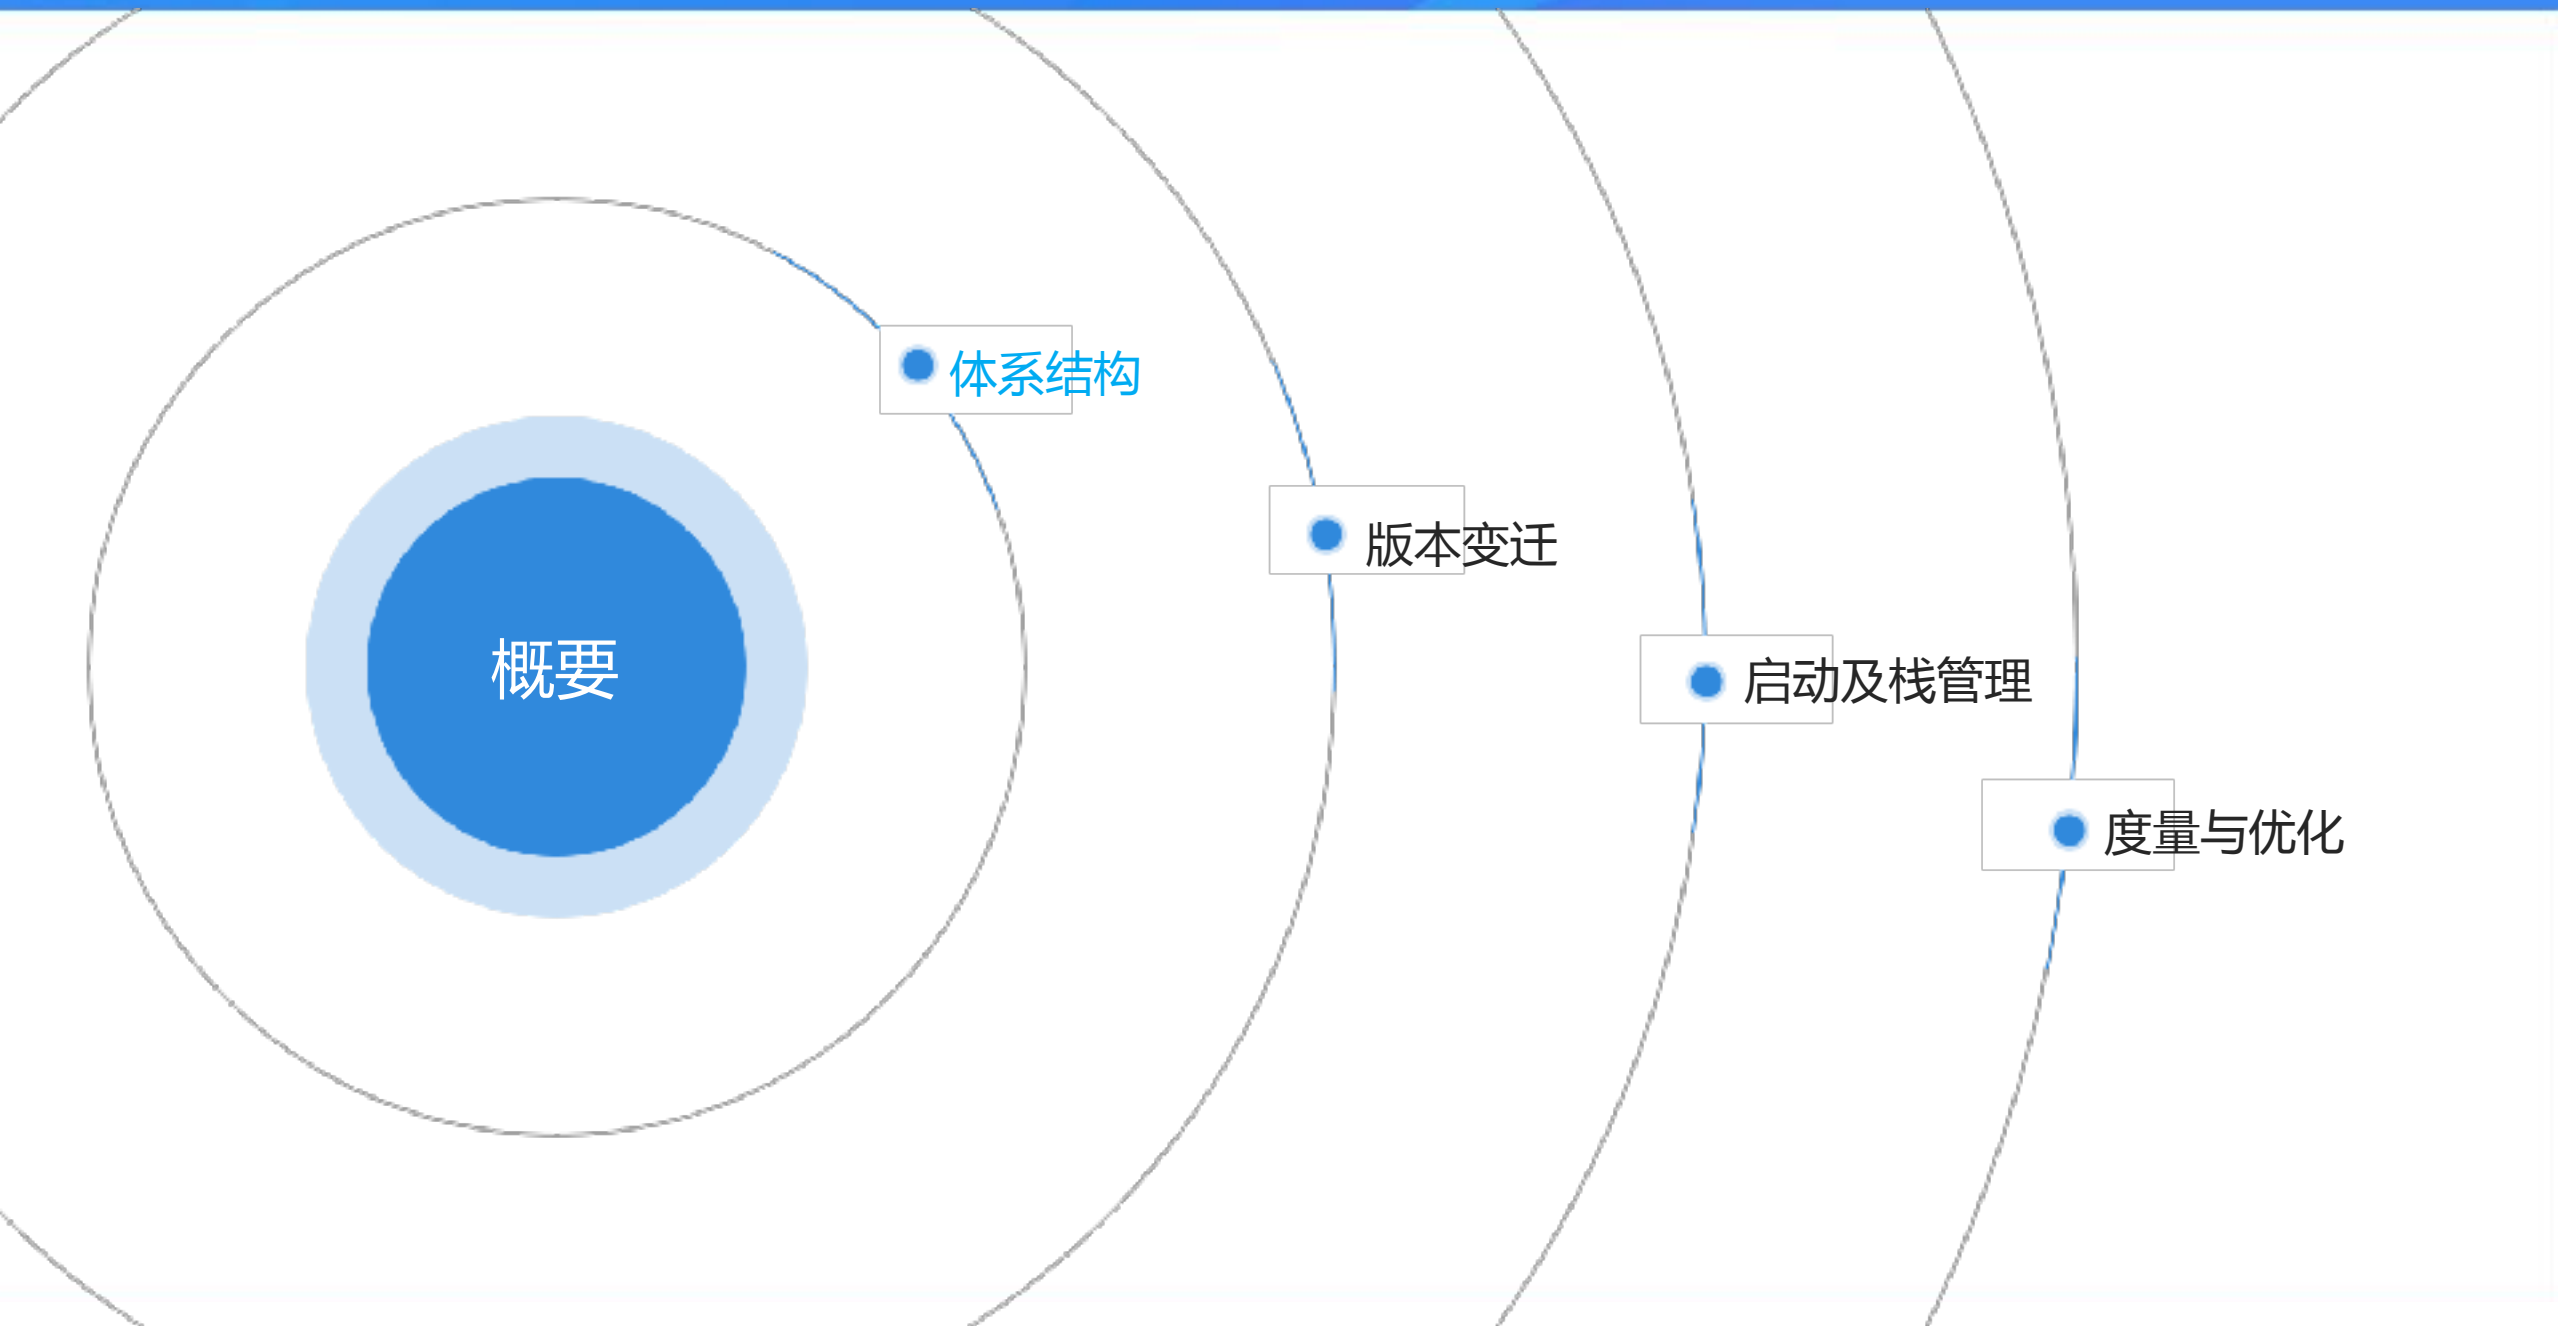 体系结构
版本变迁
概要
启动及栈管理
度量与优化